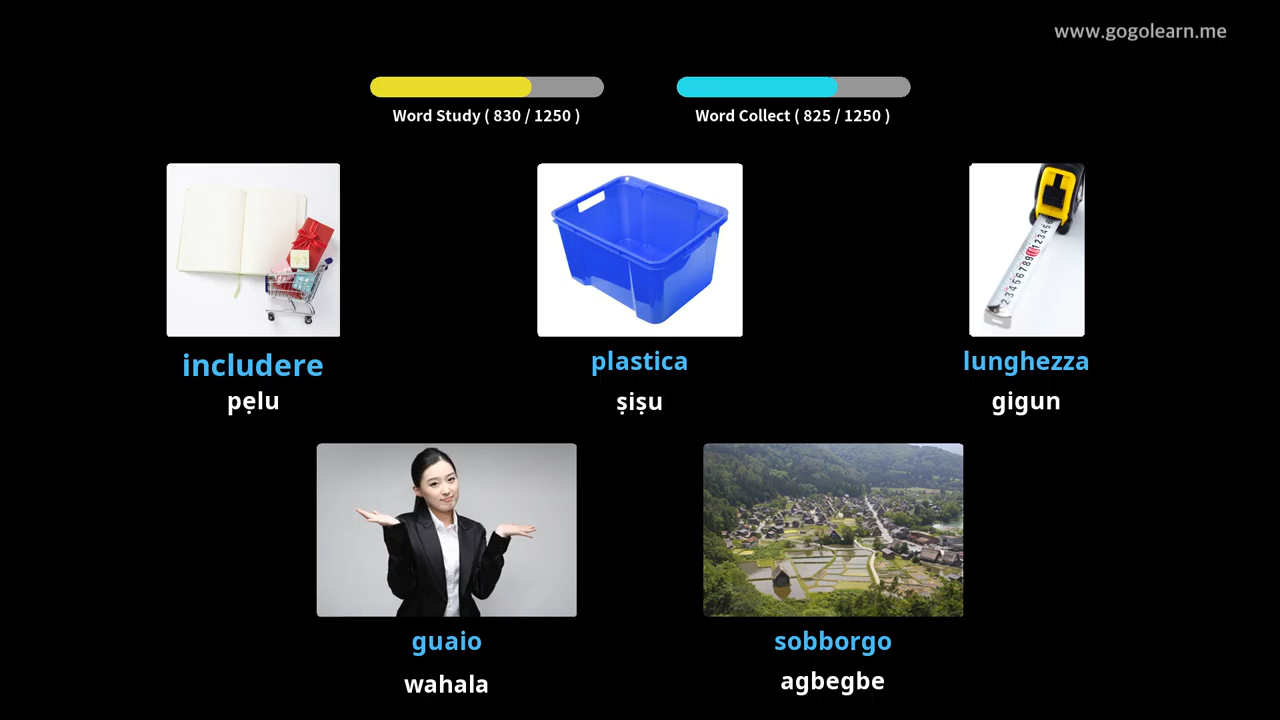 www.gogolearn.me
Word Study ( 830 / 1250 )
Word Collect ( 825 / 1250 )
includere
pẹlu
plastica
ṣiṣu
lunghezza
gigun
guaio
wahala
sobborgo
agbegbe